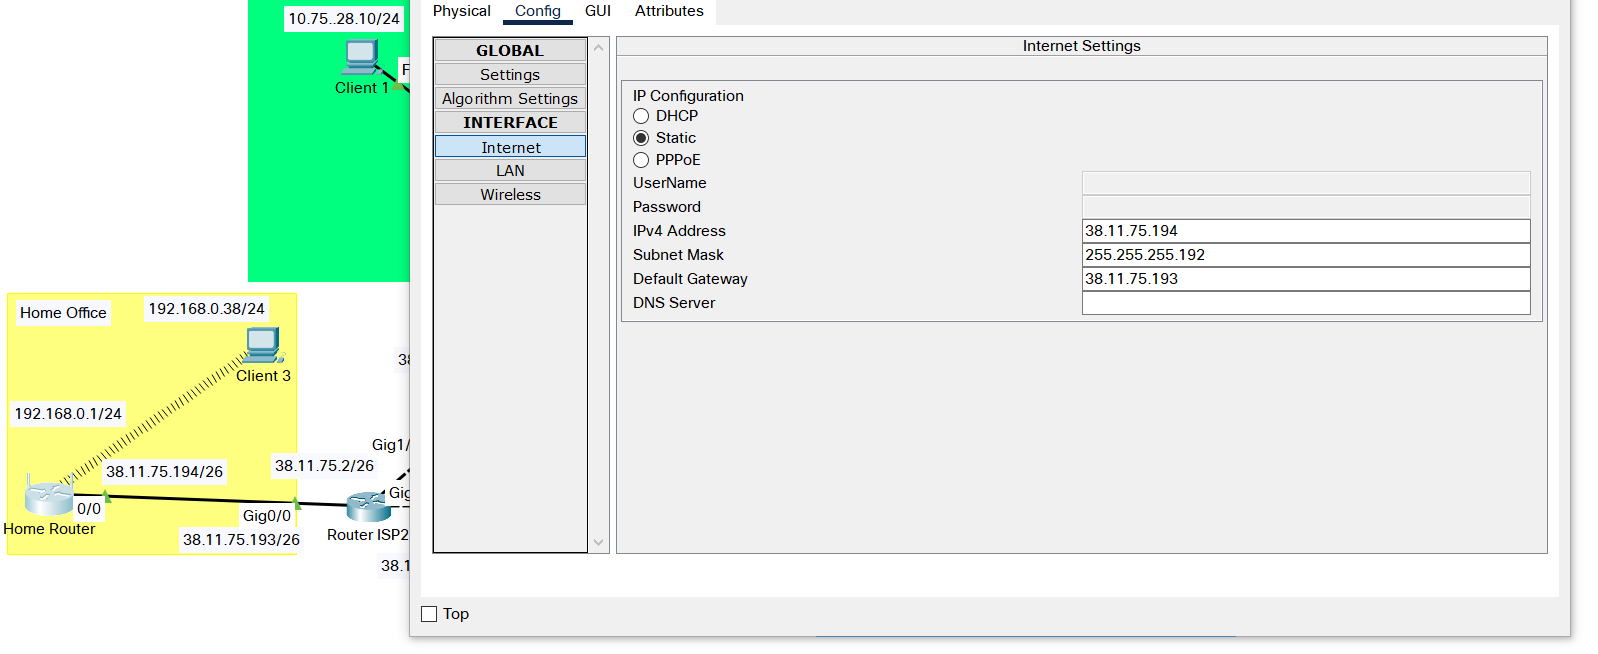 10.75..28.10/24
Client 1
F
Home Office
192.168.0.38/24
Client 3
192.168.0.1/24
38.11.75.194/26
38.11.75.2/26
Gig1/
Gig
0/0
Gig0/0
Home Router
Router ISP2
38.11.75.193/26
38
38.1
Physical
Config
GUI
Attributes
GLOBAL
Settings
Algorithm Settings
INTERFACE
Internet
LAN
Wireless
Internet Settings
IP Configuration
DHCP
Static
PPPoE
UserName
Password
IPv4 Address 38.11.75.194
Subnet Mask 255.255.255.192
Default Gateway 38.11.75.193
DNS Server
Top